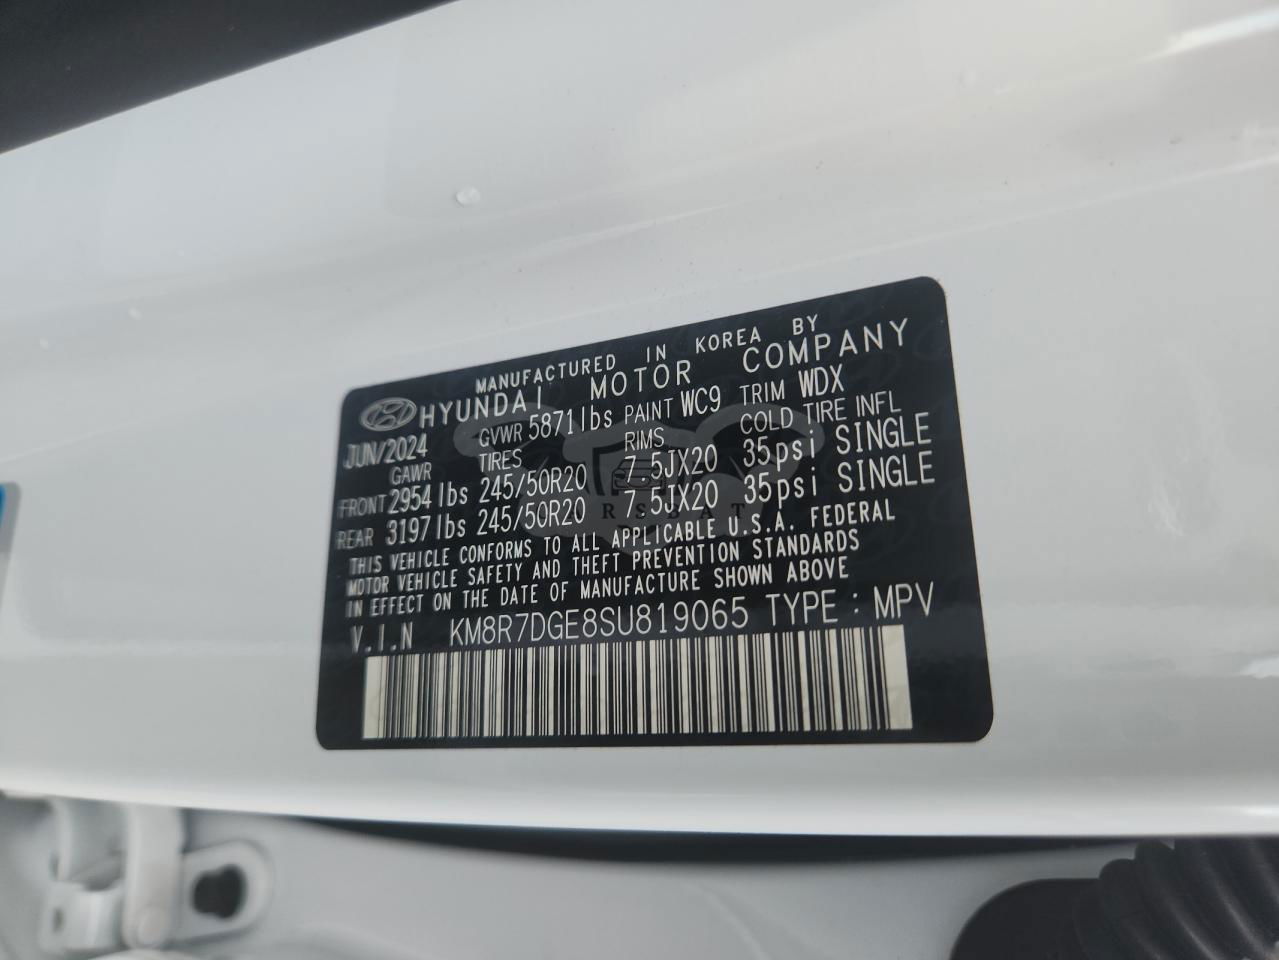 MANUFACTURED IN KOREA BY
HYUNDAI MOTOR COMPANY
JUN/2024 GVWR 5871lbs PAINT WC9 TRIM WDX
GAWR TIRES RIMS COLD TIRE INFL
FRONT 2954lbs 245/50R20 7.5JX20 35psi SINGLE
REAR 3197lbs 245/50R20 7.5JX20 35psi SINGLE
THIS VEHICLE CONFORMS TO ALL APPLICABLE U.S.A. FEDERAL
MOTOR VEHICLE SAFETY AND THEFT PREVENTION STANDARDS
IN EFFECT ON THE DATE OF MANUFACTURE SHOWN ABOVE
V.I.N KM8R7DGE8SU819065 TYPE : MPV